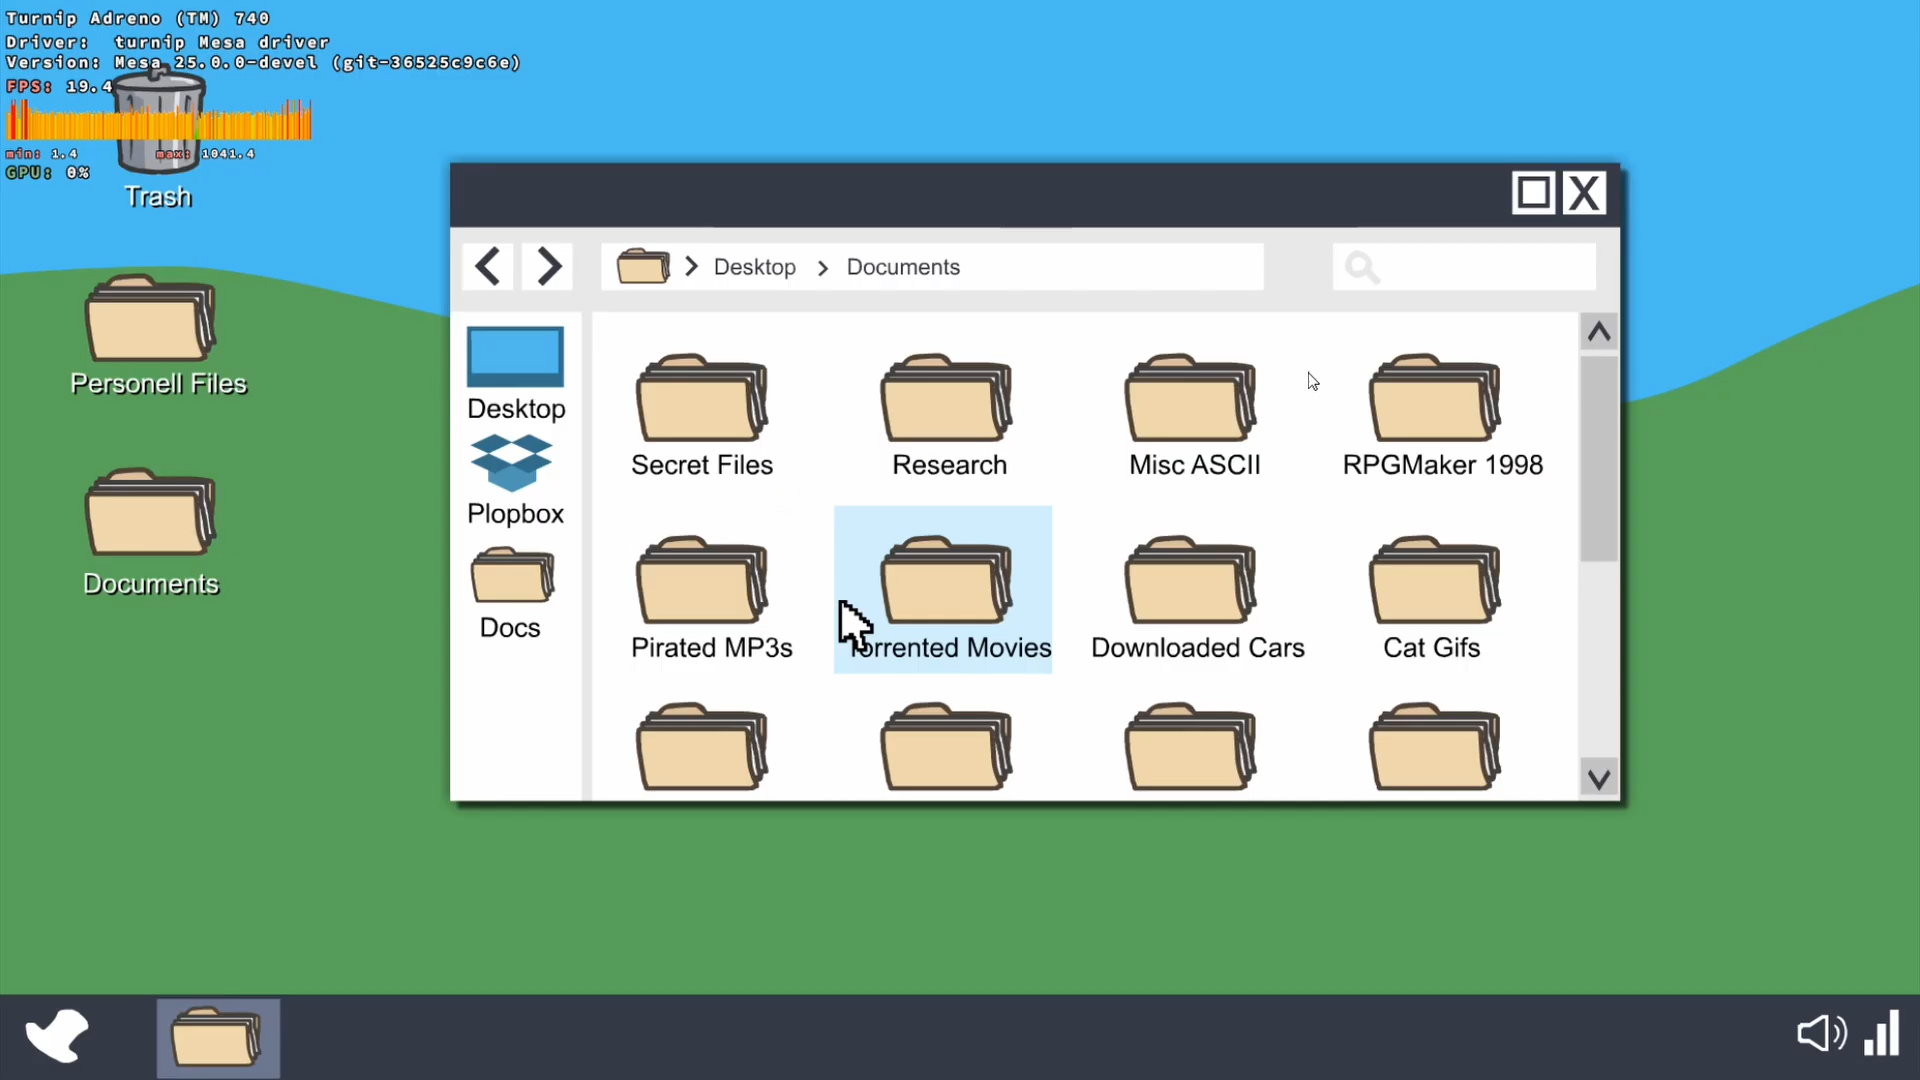 Turnip Adreno (TM) 740
Driver: turnip Mesa driver
Version: Mesa 25.0.0-devel (git-36525c9c6e)
FPS: 19.4
min: 1.4 max: 1041.4
GPU: 0%
Trash
Personell Files
Documents
X
Desktop > Documents
Desktop
Plopbox
Docs
Secret Files
Research
Misc ASCII
RPGMaker 1998
Pirated MP3s
Torrented Movies
Downloaded Cars
Cat Gifs